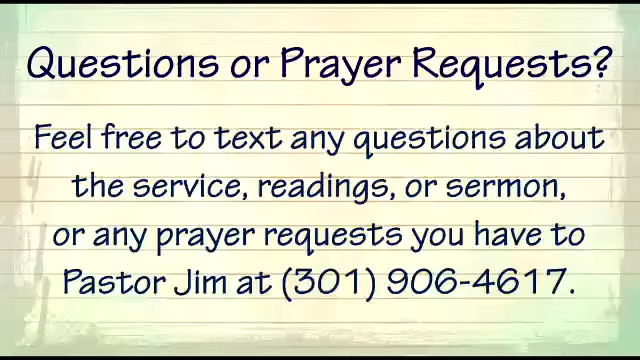 Questions or Prayer Requests?
Feel free to text any questions about
the service, readings, or sermon,
or any prayer requests you have to
Pastor Jim at (301) 906-4617.